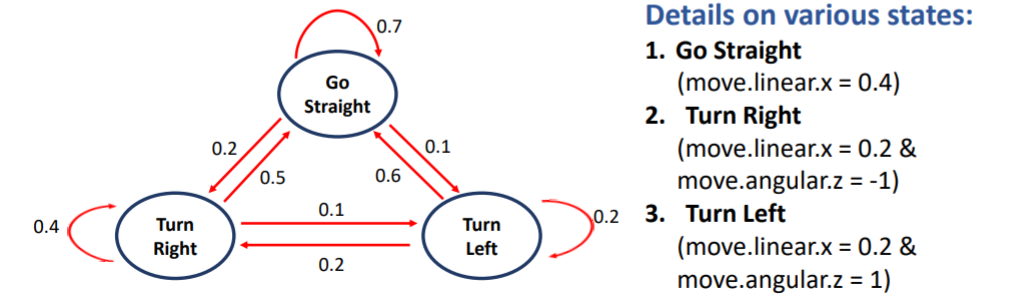 0.7
Go
Straight
0.2
0.5
0.1
0.6
0.4
Turn
Right
0.1
0.2
Turn
Left
0.2
Details on various states:
1. Go Straight
(move.linear.x = 0.4)
2. Turn Right
(move.linear.x = 0.2 &
move.angular.z = -1)
3. Turn Left
(move.linear.x = 0.2 &
move.angular.z = 1)